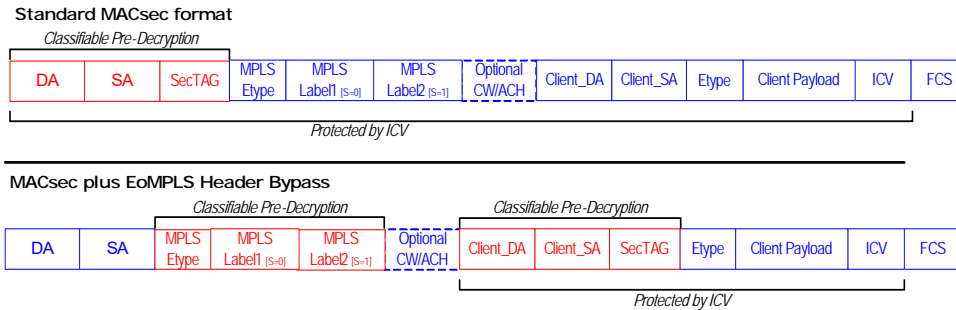 Standard MACsec format
Classifiable Pre-Decryption
DA SA SecTAG MPLS Etype MPLS Label1 [S=0] MPLS Label2 [S=1] Optional CW/ACH Client_DA Client_SA Etype Client Payload ICV FCS
Protected by ICV
MACsec plus EoMPLS Header Bypass
Classifiable Pre-Decryption Classifiable Pre-Decryption
DA SA MPLS Etype MPLS Label1 [S=0] MPLS Label2 [S=1] Optional CW/ACH Client_DA Client_SA SecTAG Etype Client Payload ICV FCS
Protected by ICV